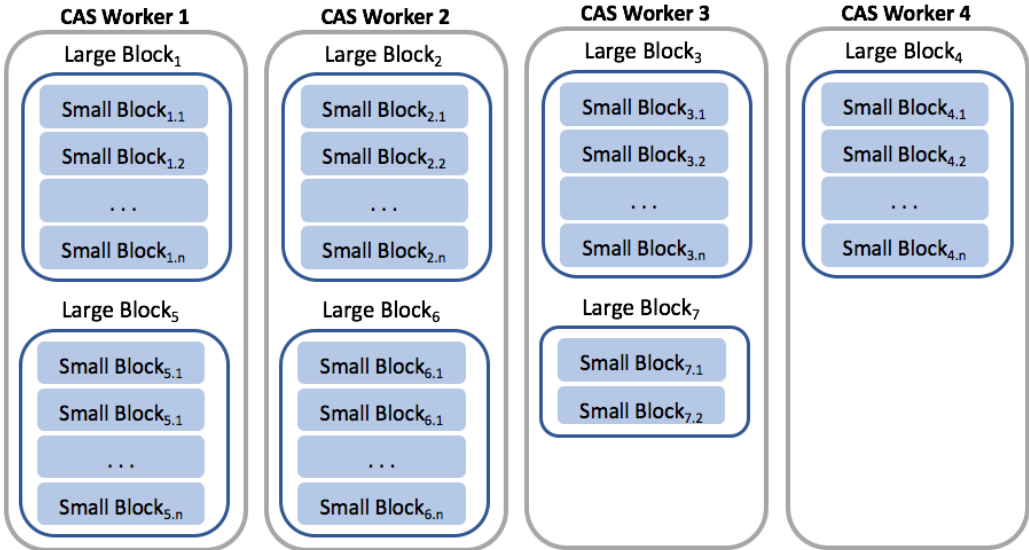 CAS Worker 1
Large Block1
Small Block1.1
Small Block1.2
. . .
Small Block1.n
Large Block5
Small Block5.1
Small Block5.1
. . .
Small Block5.n
CAS Worker 2
Large Block2
Small Block2.1
Small Block2.2
. . .
Small Block2.n
Large Block6
Small Block6.1
Small Block6.1
. . .
Small Block6.n
CAS Worker 3
Large Block3
Small Block3.1
Small Block3.2
. . .
Small Block3.n
Large Block7
Small Block7.1
Small Block7.2
CAS Worker 4
Large Block4
Small Block4.1
Small Block4.2
. . .
Small Block4.n